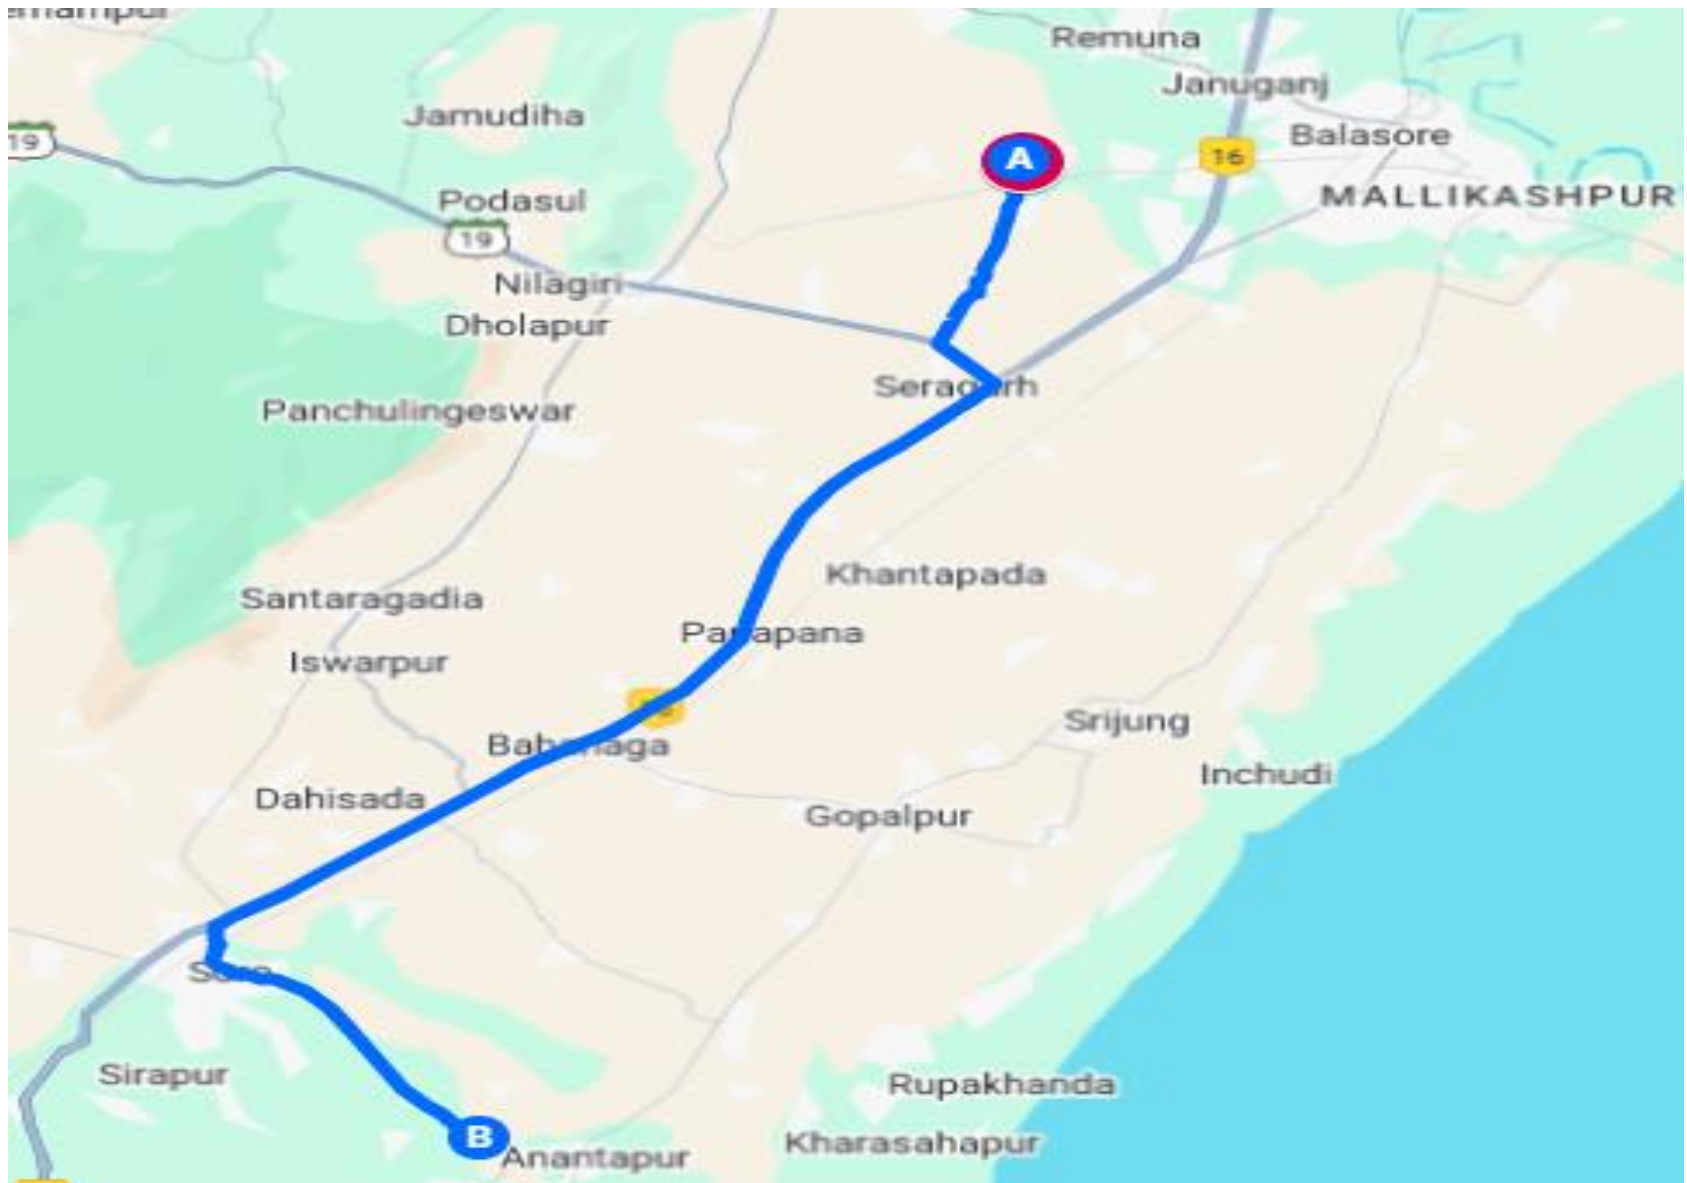 Remuna
Januganj
Jamudiha
19
Balasore
16
A
MALLIKASHPUR
Podasul
19
Nilagiri
Dholapur
Panchulingeswar
Khantapada
Santaragadia
Iswarpur
Srijung
Inchudi
Dahisada
Gopalpur
Sirapur
Rupakhanda
B
Anantapur
Kharasahapur